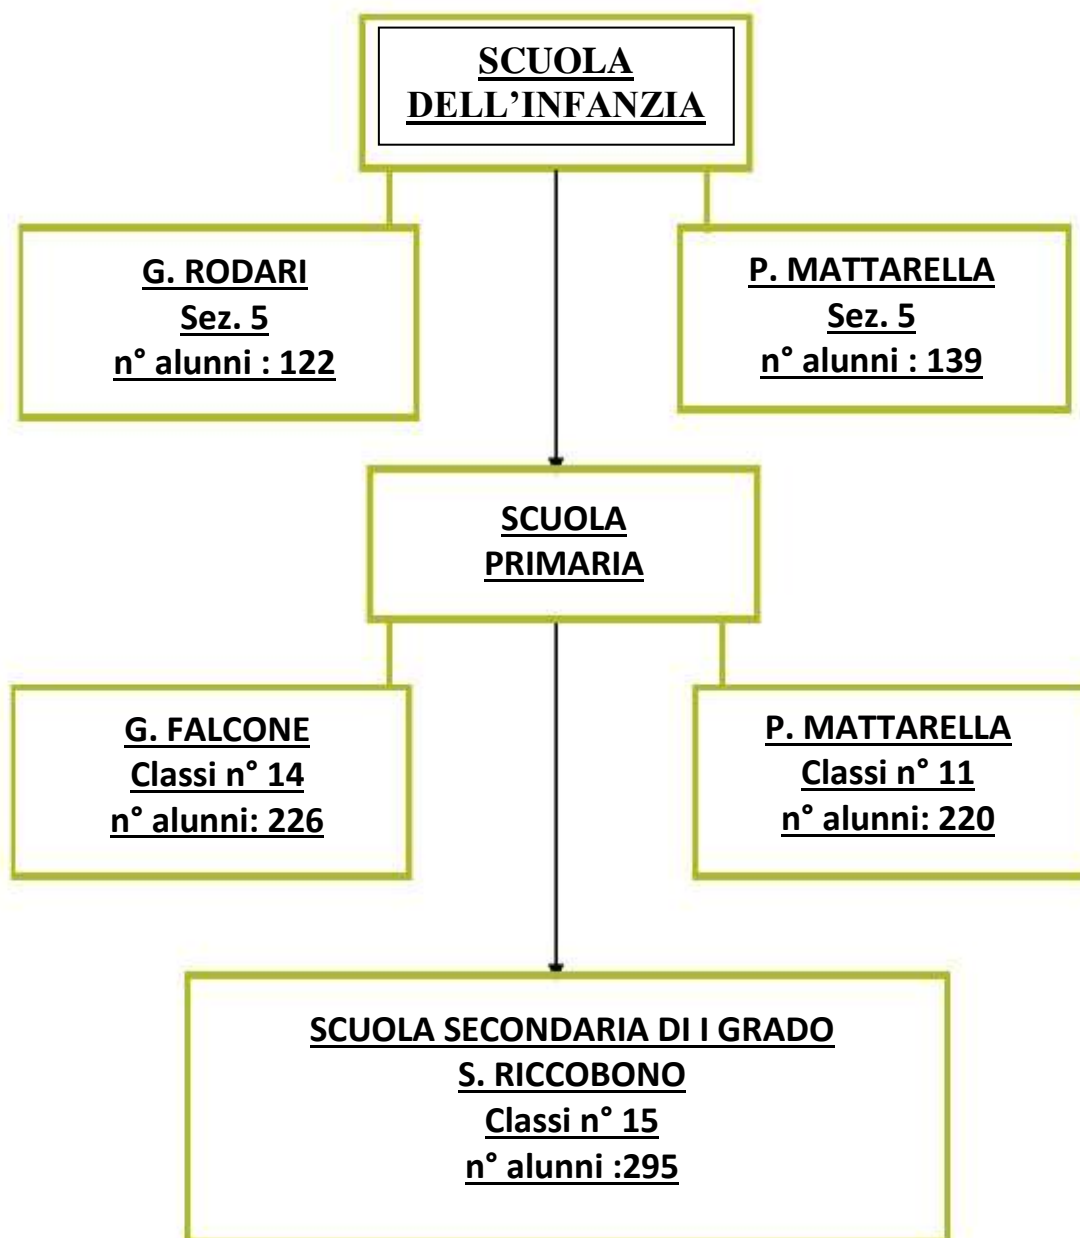 SCUOLA
DELL’INFANZIA
G. RODARI
Sez. 5
n° alunni : 122
P. MATTARELLA
Sez. 5
n° alunni : 139
SCUOLA
PRIMARIA
G. FALCONE
Classi n° 14
n° alunni: 226
P. MATTARELLA
Classi n° 11
n° alunni: 220
SCUOLA SECONDARIA DI I GRADO
S. RICCOBONO
Classi n° 15
n° alunni :295